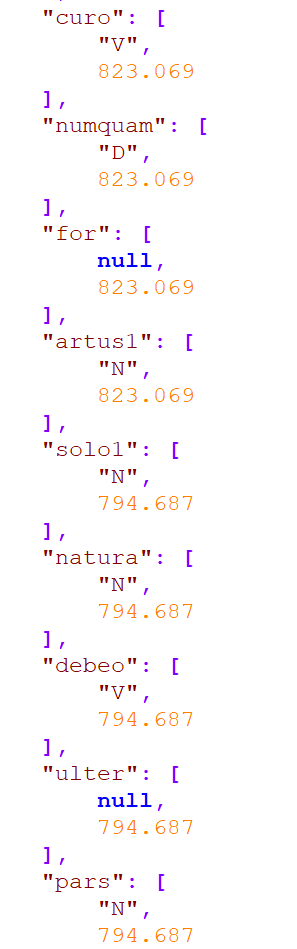 "curo": [
"V",
823.069
],
"numquam": [
"D",
823.069
],
"for": [
null,
823.069
],
"artus1": [
"N",
823.069
],
"solo1": [
"N",
794.687
],
"natura": [
"N",
794.687
],
"debeo": [
"V",
794.687
],
"ulter": [
null,
794.687
],
"pars": [
"N",
794.687